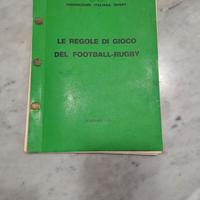 FEDERAZIONE ITALIANA RUGBY
LE REGOLE DI GIOCO
DEL FOOTBALL-RUGBY